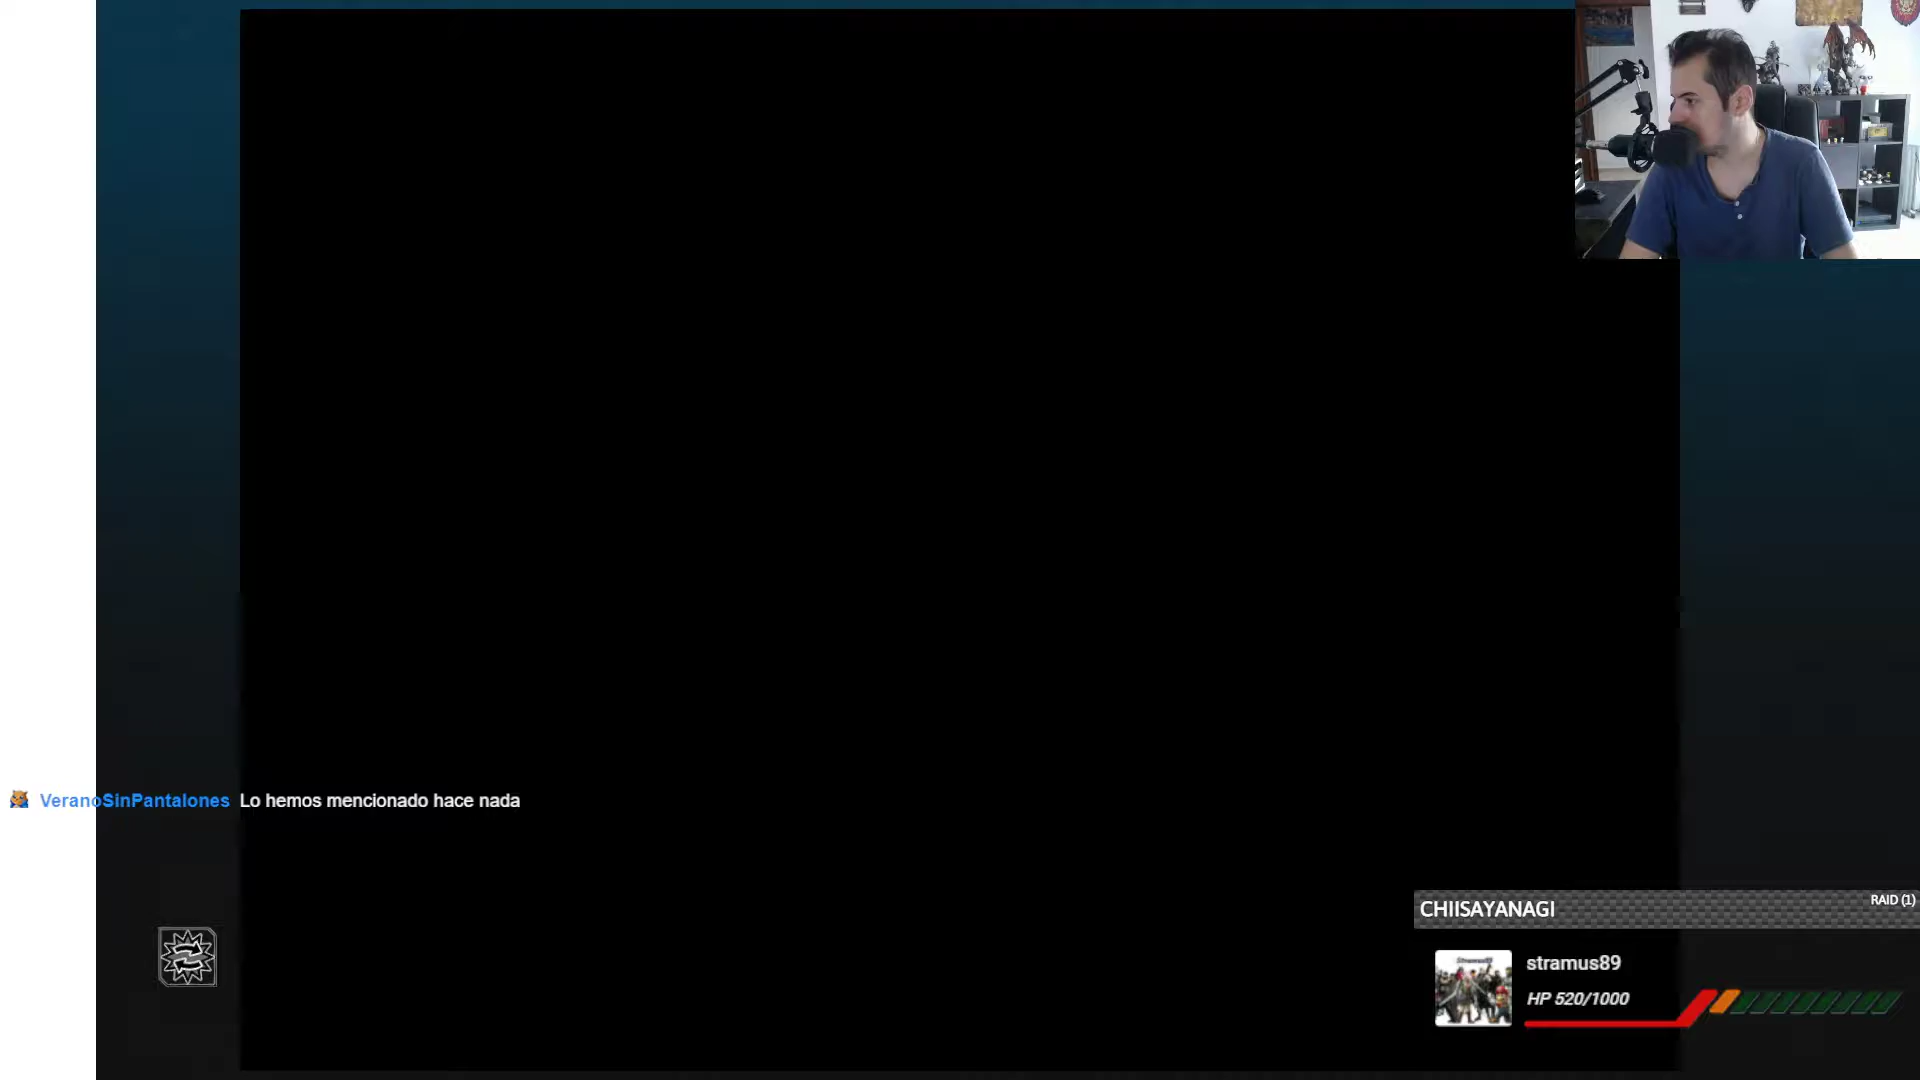 VeranoSinPantalones Lo hemos mencionado hace nada
CHIISAYANAGI
RAID (1)
stramus89
HP 520/1000